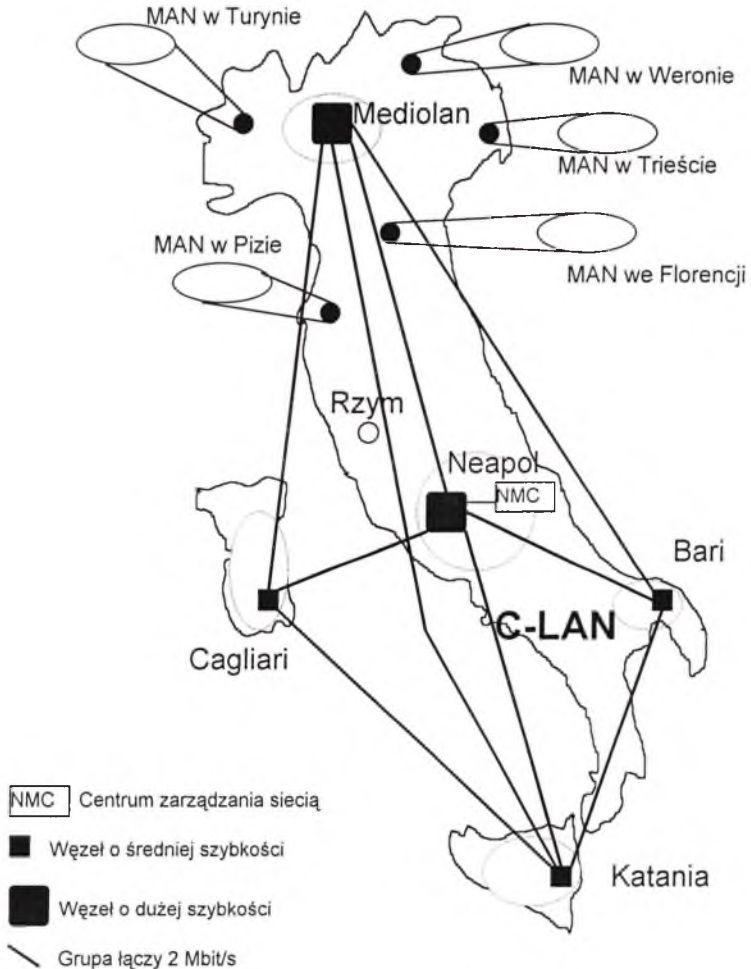 MAN w Turynie
MAN w Weronie
Mediolan
MAN w Trieście
MAN w Pizie
MAN we Florencji
Rzym
Neapol
NMC
Bari
C-LAN
Cagliari
NMC Centrum zarządzania siecią
Węzeł o średniej szybkości
Katania
Węzeł o dużej szybkości
Grupa łączy 2 Mbit/s